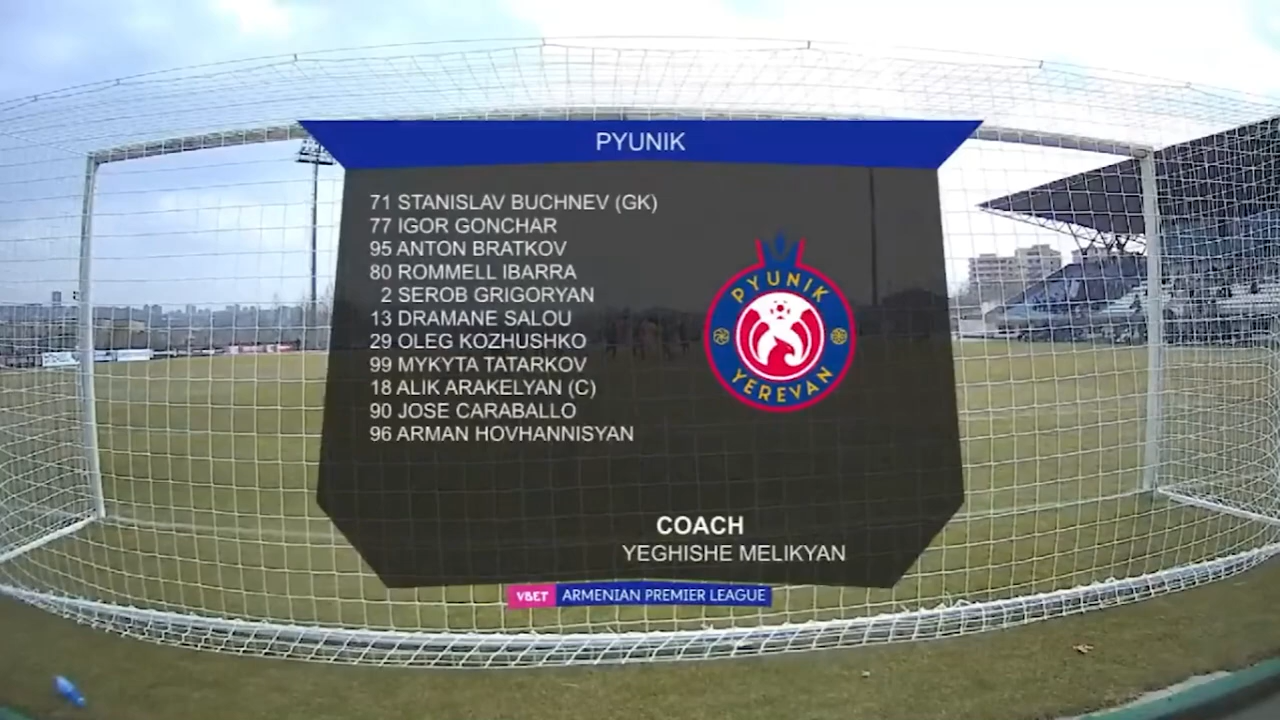 PYUNIK
71 STANISLAV BUCHNEV (GK)
77 IGOR GONCHAR
95 ANTON BRATKOV
80 ROMMELL IBARRA
2 SEROB GRIGORYAN
13 DRAMANE SALOU
29 OLEG KOZHUSHKO
99 MYKYTA TATARKOV
18 ALIK ARAKELYAN (C)
90 JOSE CARABALLO
96 ARMAN HOVHANNISYAN
PYUNIK
YEREVAN
COACH
YEGHISHE MELIKYAN
VBET ARMENIAN PREMIER LEAGUE